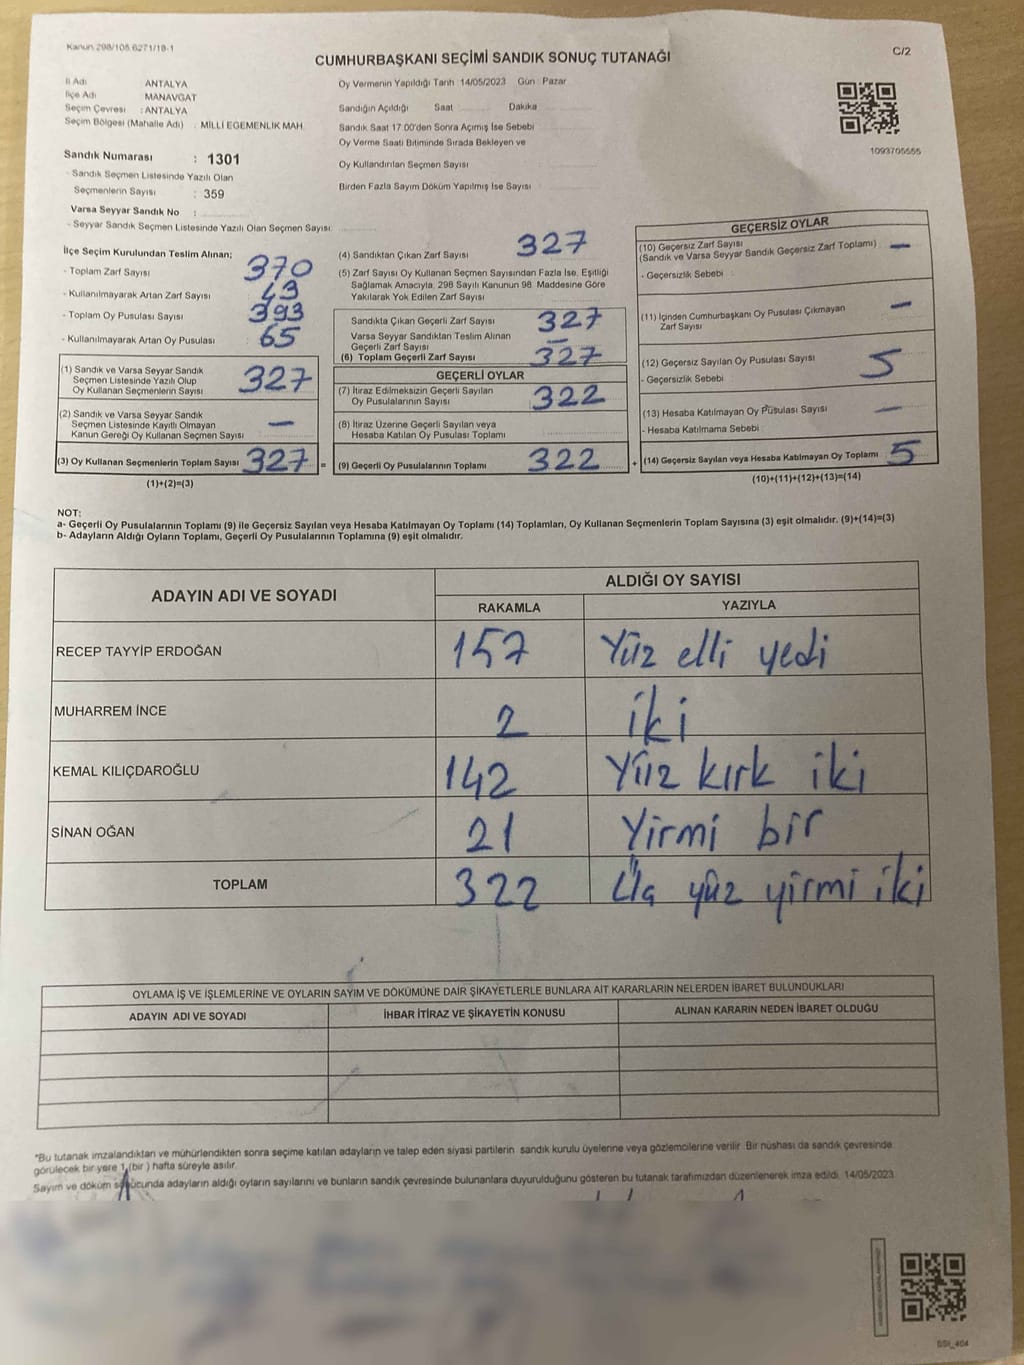 Kanun 298/105 6271/18-1
CUMHURBAŞKANI SEÇİMİ SANDIK SONUÇ TUTANAĞI
C/2
İl Adı ANTALYA
İlçe Adı MANAVGAT
Seçim Çevresi : ANTALYA
Seçim Bölgesi (Mahalle Adı) : MİLLİ EGEMENLİK MAH.
Sandık Numarası : 1301
- Sandık Seçmen Listesinde Yazılı Olan
Seçmenlerin Sayısı : 359
Varsa Seyyar Sandık No :
- Seyyar Sandık Seçmen Listesinde Yazılı Olan Seçmen Sayısı:
Oy Vermenin Yapıldığı Tarih :14/05/2023 Gün : Pazar
Sandığın Açıldığı Saat Dakika
Sandık Saat 17:00'den Sonra Açımış İse Sebebi
Oy Verme Saati Bitiminde Sırada Bekleyen ve
Oy Kullandırılan Seçmen Sayısı
Birden Fazla Sayım Döküm Yapılmış İse Sayısı
1093705555
İlçe Seçim Kurulundan Teslim Alınan;
- Toplam Zarf Sayısı 370
- Kullanılmayarak Artan Zarf Sayısı 43
- Toplam Oy Pusulası Sayısı : 393
- Kullanılmayarak Artan Oy Pusulası : 65
(1) Sandık ve Varsa Seyyar Sandık
Seçmen Listesinde Yazılı Olup
Oy Kullanan Seçmenlerin Sayısı 327
(2) Sandık ve Varsa Seyyar Sandık
Seçmen Listesinde Kayıtlı Olmayan
Kanun Gereği Oy Kullanan Seçmen Sayısı —
(3) Oy Kullanan Seçmenlerin Toplam Sayısı 327 =
(1)+(2)=(3)
(4) Sandıktan Çıkan Zarf Sayısı 327
(5) Zarf Sayısı Oy Kullanan Seçmen Sayısından Fazla İse, Eşitliği
Sağlamak Amacıyla, 298 Sayılı Kanunun 98. Maddesine Göre
Yakılarak Yok Edilen Zarf Sayısı
Sandıkta Çıkan Geçerli Zarf Sayısı 327
Varsa Seyyar Sandıktan Teslim Alınan
Geçerli Zarf Sayısı —
(6) Toplam Geçerli Zarf Sayısı 327
GEÇERLİ OYLAR
(7) İtiraz Edilmeksizin Geçerli Sayılan
Oy Pusulalarının Sayısı 322
(8) İtiraz Üzerine Geçerli Sayılan veya
Hesaba Katılan Oy Pusulası Toplamı
(9) Geçerli Oy Pusulalarının Toplamı 322 +
GEÇERSİZ OYLAR
(10) Geçersiz Zarf Sayısı —
(Sandık ve Varsa Seyyar Sandık Geçersiz Zarf Toplamı)
- Geçersizlik Sebebi :
(11) İçinden Cumhurbaşkanı Oy Pusulası Çıkmayan
Zarf Sayısı —
(12) Geçersiz Sayılan Oy Pusulası Sayısı 5
- Geçersizlik Sebebi
(13) Hesaba Katılmayan Oy Pusulası Sayısı —
- Hesaba Katılmama Sebebi
(14) Geçersiz Sayılan veya Hesaba Katılmayan Oy Toplamı 5
(10)+(11)+(12)+(13)=(14)
NOT:
a- Geçerli Oy Pusulalarının Toplamı (9) ile Geçersiz Sayılan veya Hesaba Katılmayan Oy Toplamı (14) Toplamları, Oy Kullanan Seçmenlerin Toplam Sayısına (3) eşit olmalıdır. (9)+(14)=(3)
b- Adayların Aldığı Oyların Toplamı, Geçerli Oy Pusulalarının Toplamına (9) eşit olmalıdır.
ADAYIN ADI VE SOYADI
ALDIĞI OY SAYISI
RAKAMLA YAZIYLA
RECEP TAYYİP ERDOĞAN 157 Yüz elli yedi
MUHARREM İNCE 2 iki
KEMAL KILIÇDAROĞLU 142 Yüz kırk iki
SİNAN OĞAN 21 Yirmi bir
TOPLAM 322 Üç yüz yirmi iki
OYLAMA İŞ VE İŞLEMLERİNE VE OYLARIN SAYIM VE DÖKÜMÜNE DAİR ŞİKAYETLERLE BUNLARA AİT KARARLARIN NELERDEN İBARET BULUNDUKLARI
ADAYIN ADI VE SOYADI İHBAR İTİRAZ VE ŞİKAYETİN KONUSU ALINAN KARARIN NEDEN İBARET OLDUĞU
*Bu tutanak imzalandıktan ve mühürlendikten sonra seçime katılan adayların ve talep eden siyasi partilerin sandık kurulu üyelerine veya gözlemcilerine verilir. Bir nüshası da sandık çevresinde
görülecek bir yere 1 (bir ) hafta süreyle asılır.
Sayım ve döküm sonucunda adayların aldığı oyların sayılarını ve bunların sandık çevresinde bulunanlara duyurulduğunu gösteren bu tutanak tarafımızdan düzenlenerek imza edildi. 14/05/2023
SSI_404